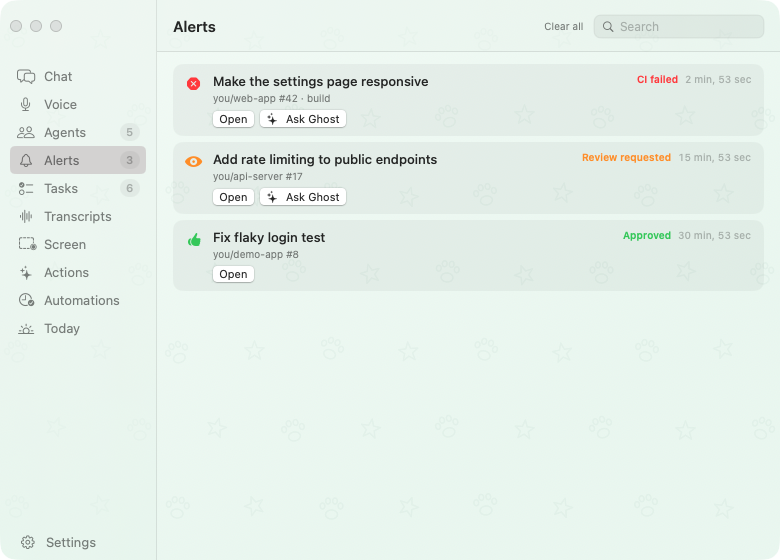 Chat
Voice
Agents 5
Alerts 3
Tasks 6
Transcripts
Screen
Actions
Automations
Today
Settings
Alerts
Clear all
Search
Make the settings page responsive
CI failed 2 min, 53 sec
you/web-app #42 · build
Open Ask Ghost
Add rate limiting to public endpoints
Review requested 15 min, 53 sec
you/api-server #17
Open Ask Ghost
Fix flaky login test
Approved 30 min, 53 sec
you/demo-app #8
Open